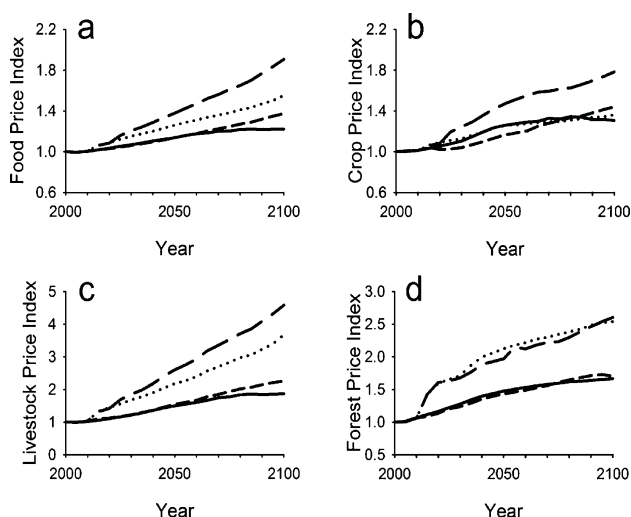 a
2.2
1.8
1.4
1.0
0.6
Food Price Index
2000 2050 2100
Year
b
2.2
1.8
1.4
1.0
0.6
Crop Price Index
2000 2050 2100
Year
c
5
4
3
2
1
0
Livestock Price Index
2000 2050 2100
Year
d
3.0
2.5
2.0
1.5
1.0
0.5
Forest Price Index
2000 2050 2100
Year